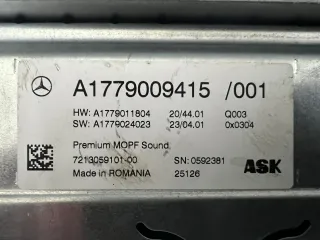 A1779009415 /001
HW: A1779011804 20/44.01 Q003
SW: A1779024023 23/04.01 0x0304
Premium MOPF Sound
7213059101-00 SN: 0592381 ASK
Made in ROMANIA 25126